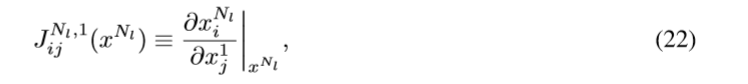 $J_{ij}^{N_l,1}(x^{N_l}) \equiv \left. \frac{\partial x_i^{N_l}}{\partial x_j^1} \right|_{x^{N_l}},$ (22)